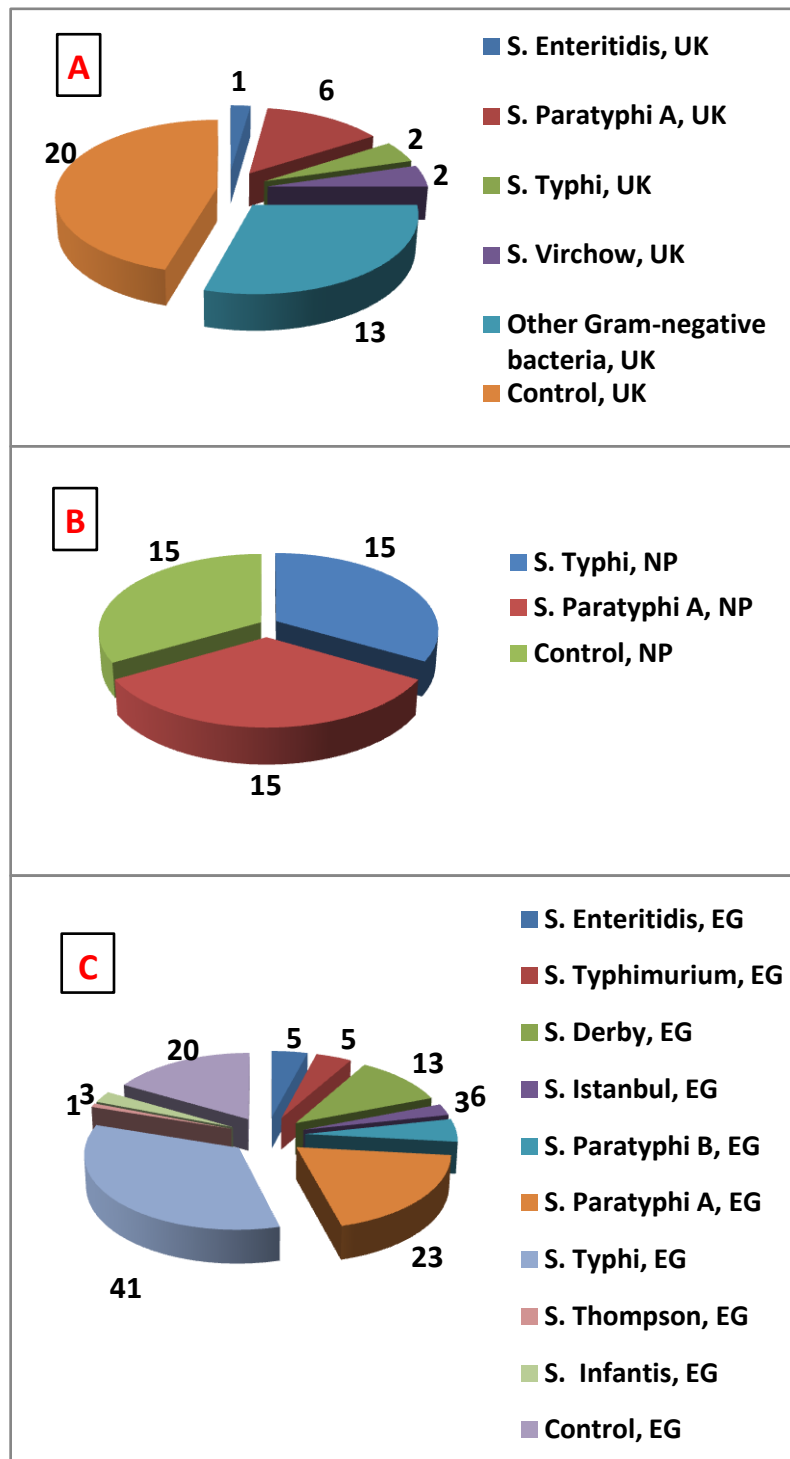 A
1
6
2
2
13
20
S. Enteritidis, UK
S. Paratyphi A, UK
S. Typhi, UK
S. Virchow, UK
Other Gram-negative
bacteria, UK
Control, UK
B
15
15
15
S. Typhi, NP
S. Paratyphi A, NP
Control, NP
C
5
5
13
3
6
23
41
1
3
20
S. Enteritidis, EG
S. Typhimurium, EG
S. Derby, EG
S. Istanbul, EG
S. Paratyphi B, EG
S. Paratyphi A, EG
S. Typhi, EG
S. Thompson, EG
S. Infantis, EG
Control, EG